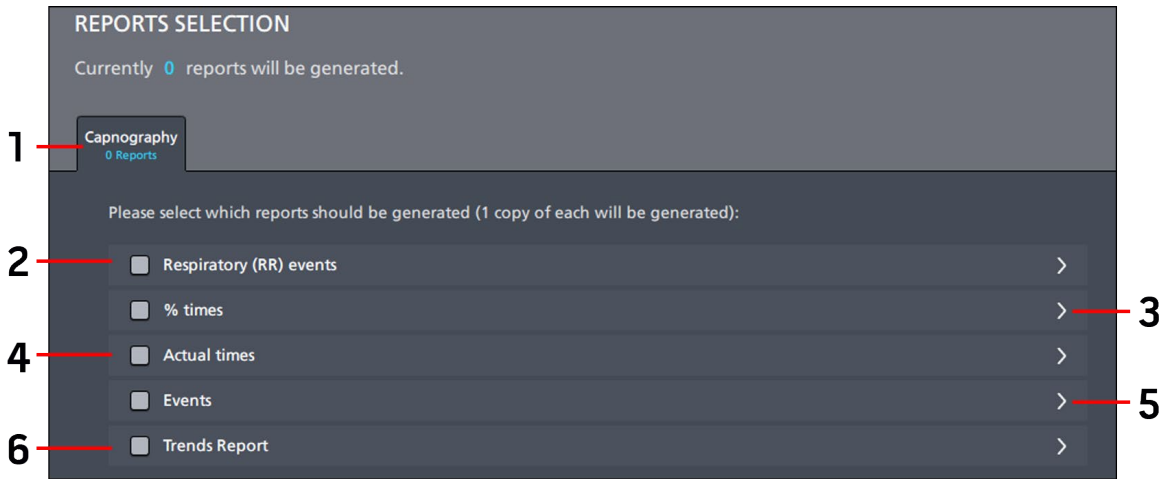 REPORTS SELECTION
Currently 0 reports will be generated.
1
Capnography
0 Reports
Please select which reports should be generated (1 copy of each will be generated):
2
Respiratory (RR) events
% times
3
4
Actual times
Events
5
6
Trends Report